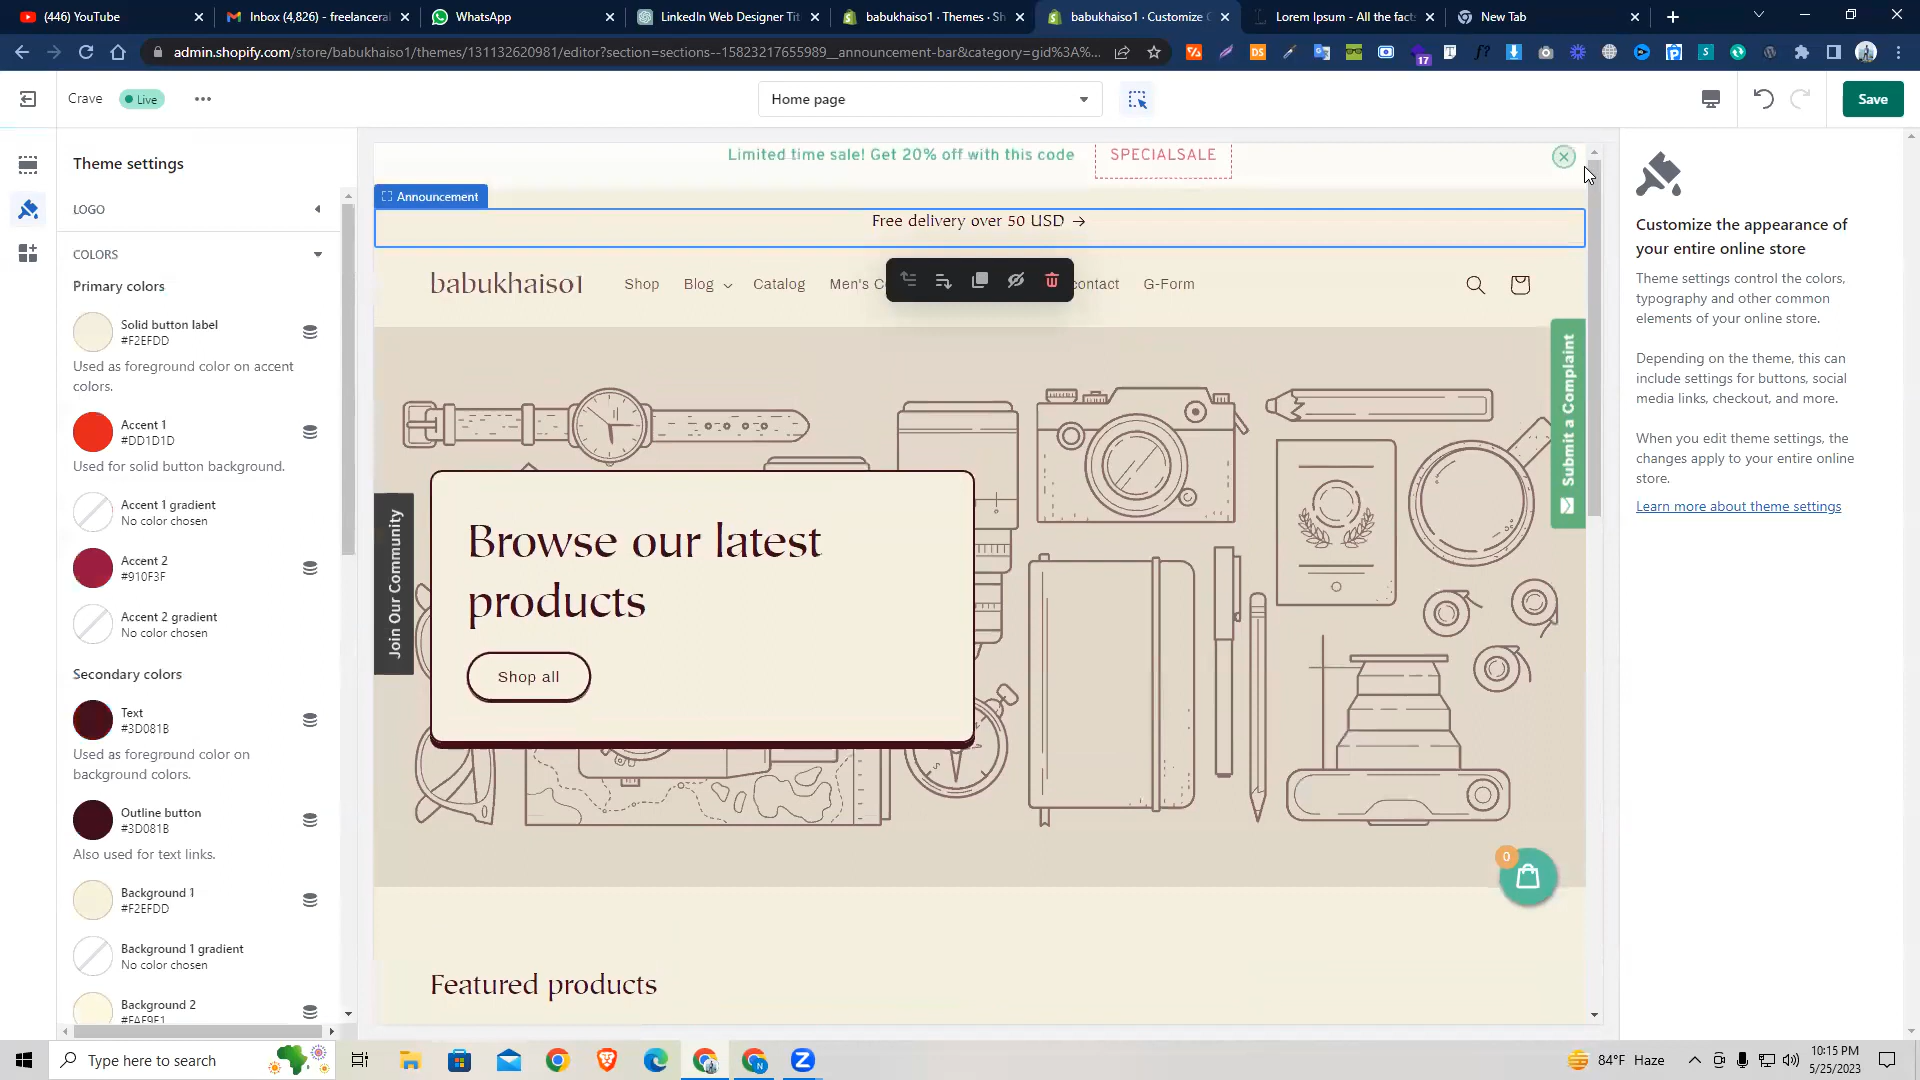 (446) YouTube
Inbox (4,826) - freelanceral
WhatsApp
LinkedIn Web Designer Tit
babukhaiso1 · Themes · Sh
babukhaiso1 · Customize C
Lorem Ipsum - All the facts
New Tab
admin.shopify.com/store/babukhaiso1/themes/131132620981/editor?section=sections--15823217655989__announcement-bar&category=gid%3A%...
17
Crave
Live
Home page
Save
Theme settings
LOGO
COLORS
Primary colors
Solid button label
#F2EFDD
Used as foreground color on accent
colors.
Accent 1
#DD1D1D
Used for solid button background.
Accent 1 gradient
No color chosen
Accent 2
#910F3F
Accent 2 gradient
No color chosen
Secondary colors
Text
#3D081B
Used as foreground color on
background colors.
Outline button
#3D081B
Also used for text links.
Background 1
#F2EFDD
Background 1 gradient
No color chosen
Background 2
Limited time sale! Get 20% off with this code
SPECIALSALE
Announcement
Free delivery over 50 USD →
babukhaiso1
Shop
Blog
Catalog
Men's C
contact
G-Form
Submit a Complaint
Join Our Community
Browse our latest
products
Shop all
0
Featured products
Customize the appearance of
your entire online store
Theme settings control the colors,
typography and other common
elements of your online store.
Depending on the theme, this can
include settings for buttons, social
media links, checkout, and more.
When you edit theme settings, the
changes apply to your entire online
store.
Learn more about theme settings
Type here to search
84°F Haze
10:15 PM
5/25/2023